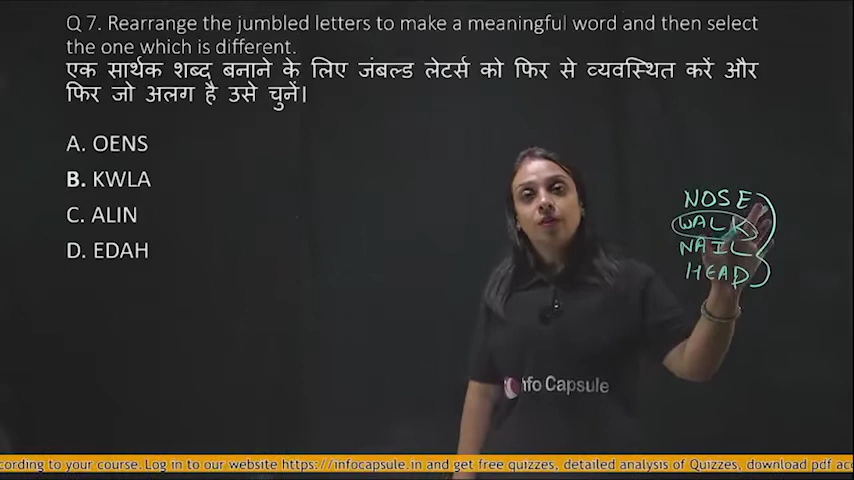 Q 7. Rearrange the jumbled letters to make a meaningful word and then select
the one which is different.
एक सार्थक शब्द बनाने के लिए जंबल्ड लेटर्स को फिर से व्यवस्थित करें और
फिर जो अलग है उसे चुनें।
A. OENS
B. KWLA
C. ALIN
D. EDAH
NOSE
WALK
NAIL
HEAD
nfo Capsule
cording to your course. Log in to our website https://infocapsule.in and get free quizzes, detailed analysis of Quizzes, download pdf acc